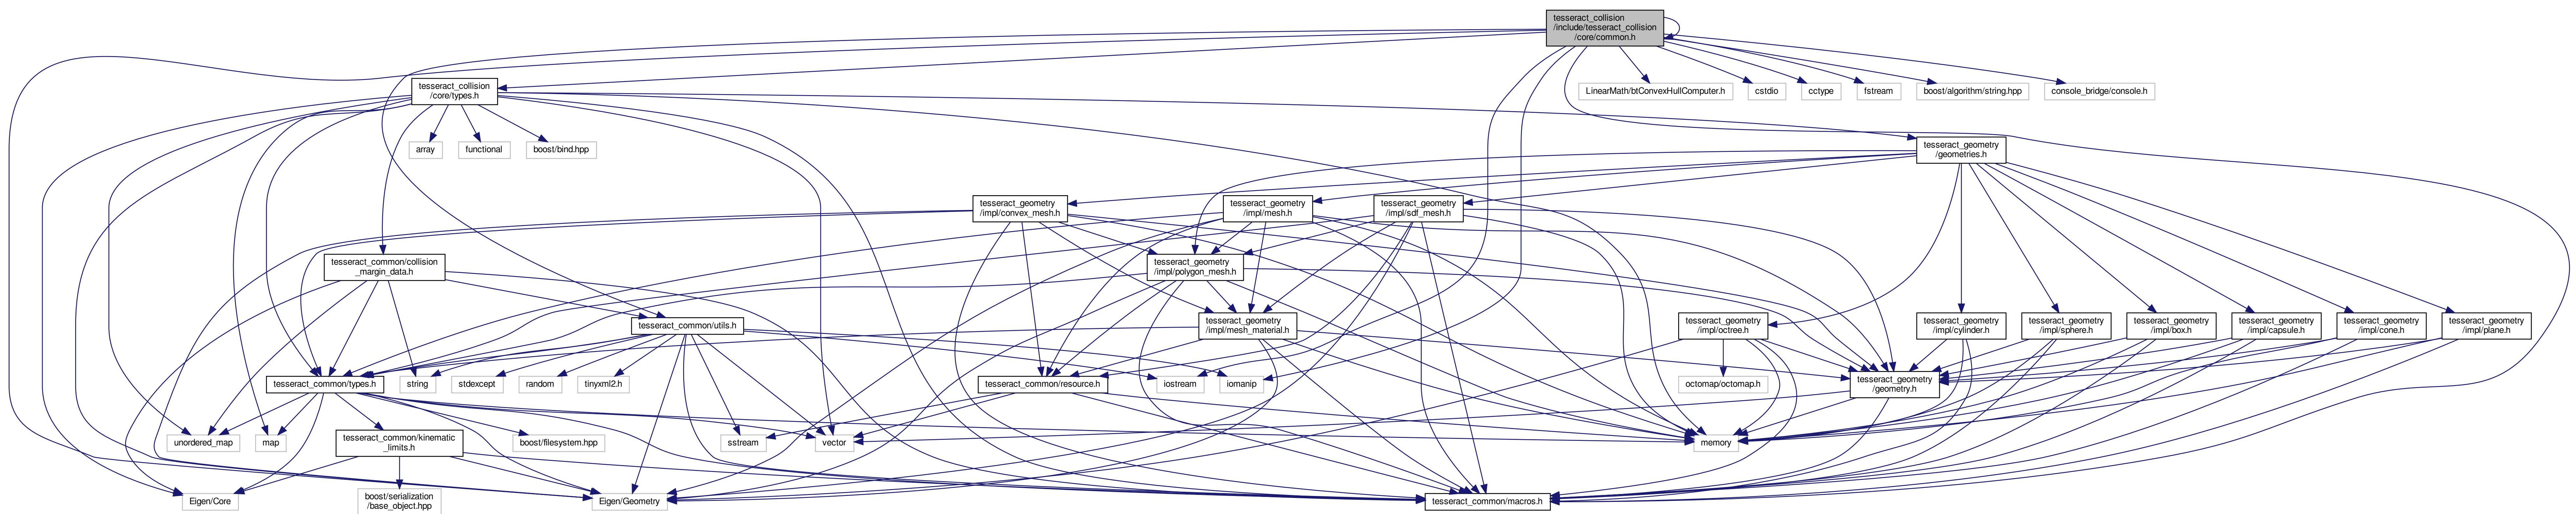 tesseract_collision
/include/tesseract_collision
/core/common.h
tesseract_collision
/core/types.h
LinearMath/btConvexHullComputer.h
cstdio
cctype
fstream
boost/algorithm/string.hpp
console_bridge/console.h
array
functional
boost/bind.hpp
tesseract_geometry
/geometries.h
tesseract_geometry
/impl/convex_mesh.h
tesseract_geometry
/impl/mesh.h
tesseract_geometry
/impl/sdf_mesh.h
tesseract_common/collision
_margin_data.h
tesseract_geometry
/impl/polygon_mesh.h
tesseract_common/utils.h
tesseract_geometry
/impl/mesh_material.h
tesseract_geometry
/impl/octree.h
tesseract_geometry
/impl/cylinder.h
tesseract_geometry
/impl/sphere.h
tesseract_geometry
/impl/box.h
tesseract_geometry
/impl/capsule.h
tesseract_geometry
/impl/cone.h
tesseract_geometry
/impl/plane.h
tesseract_common/types.h
string
stdexcept
random
tinyxml2.h
tesseract_common/resource.h
iostream
iomanip
octomap/octomap.h
tesseract_geometry
/geometry.h
unordered_map
map
tesseract_common/kinematic
_limits.h
boost/filesystem.hpp
sstream
vector
memory
Eigen/Core
boost/serialization
/base_object.hpp
Eigen/Geometry
tesseract_common/macros.h